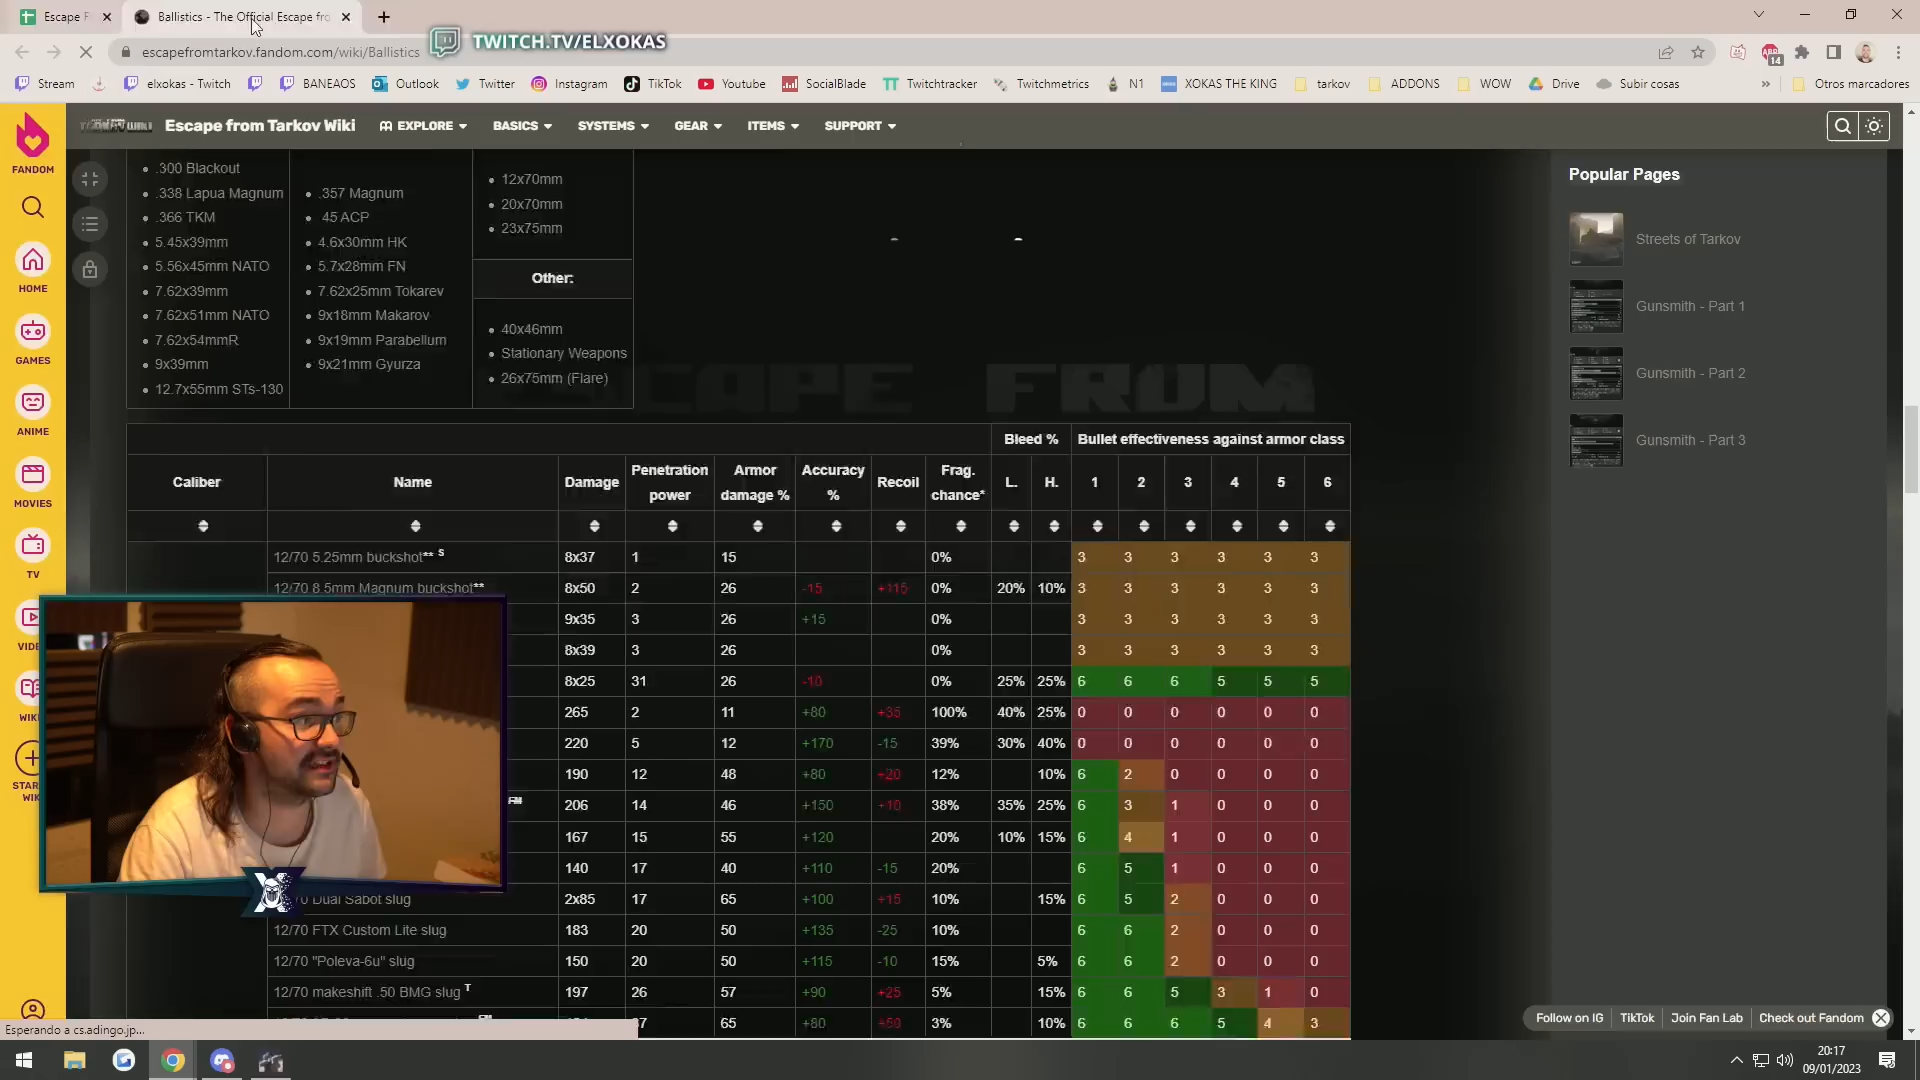 Escape F
Ballistics - The Official Escape fro
TWITCH.TV/ELXOKAS
escapefromtarkov.fandom.com/wiki/Ballistics
14
Stream
elxokas - Twitch
BANEAOS
Outlook
Twitter
Instagram
TikTok
Youtube
SocialBlade
Twitchtracker
Twitchmetrics
N1
XOKAS THE KING
tarkov
ADDONS
WOW
Drive
Subir cosas
»
Otros marcadores
FANDOM
HOME
GAMES
ANIME
MOVIES
TV
VIDE
WIK
STAR
WIK
Escape from Tarkov Wiki
EXPLORE
BASICS
SYSTEMS
GEAR
ITEMS
SUPPORT
.300 Blackout
.338 Lapua Magnum
.366 TKM
5.45x39mm
5.56x45mm NATO
7.62x39mm
7.62x51mm NATO
7.62x54mmR
9x39mm
12.7x55mm STs-130
.357 Magnum
.45 ACP
4.6x30mm HK
5.7x28mm FN
7.62x25mm Tokarev
9x18mm Makarov
9x19mm Parabellum
9x21mm Gyurza
12x70mm
20x70mm
23x75mm
Other:
40x46mm
Stationary Weapons
26x75mm (Flare)
ESCAPE FROM
Bleed % Bullet effectiveness against armor class
Caliber Name Damage Penetration power Armor damage % Accuracy % Recoil Frag. chance* L. H. 1 2 3 4 5 6
12/70 5.25mm buckshot** S 8x37 1 15 0% 3 3 3 3 3 3
12/70 8.5mm Magnum buckshot** 8x50 2 26 -15 +115 0% 20% 10% 3 3 3 3 3 3
9x35 3 26 +15 0% 3 3 3 3 3 3
8x39 3 26 0% 3 3 3 3 3 3
8x25 31 26 -10 0% 25% 25% 6 6 6 5 5 5
265 2 11 +80 +35 100% 40% 25% 0 0 0 0 0 0
220 5 12 +170 -15 39% 30% 40% 0 0 0 0 0 0
190 12 48 +80 +20 12% 10% 6 2 0 0 0 0
FM 206 14 46 +150 +10 38% 35% 25% 6 3 1 0 0 0
167 15 55 +120 20% 10% 15% 6 4 1 0 0 0
140 17 40 +110 -15 20% 6 5 1 0 0 0
Dual Sabot slug 2x85 17 65 +100 +15 10% 15% 6 5 2 0 0 0
12/70 FTX Custom Lite slug 183 20 50 +135 -25 10% 6 6 2 0 0 0
12/70 "Poleva-6u" slug 150 20 50 +115 -10 15% 5% 6 6 2 0 0 0
12/70 makeshift .50 BMG slug T 197 26 57 +90 +25 5% 15% 6 6 5 3 1 0
37 65 +80 3% 10% 6 6 6 5 4 3
Popular Pages
Streets of Tarkov
Gunsmith - Part 1
Gunsmith - Part 2
Gunsmith - Part 3
Follow on IG
TikTok
Join Fan Lab
Check out Fandom
Esperando a cs.adingo.jp...
20:17
09/01/2023